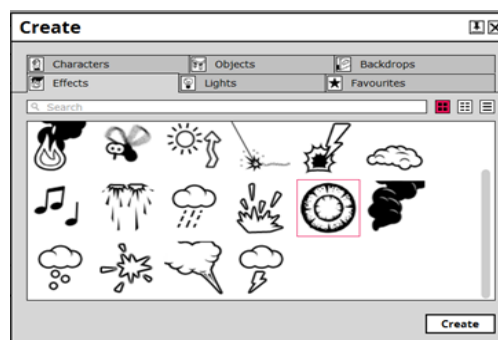 Create
Characters Objects Backdrops
Effects Lights Favourites
Search
Create